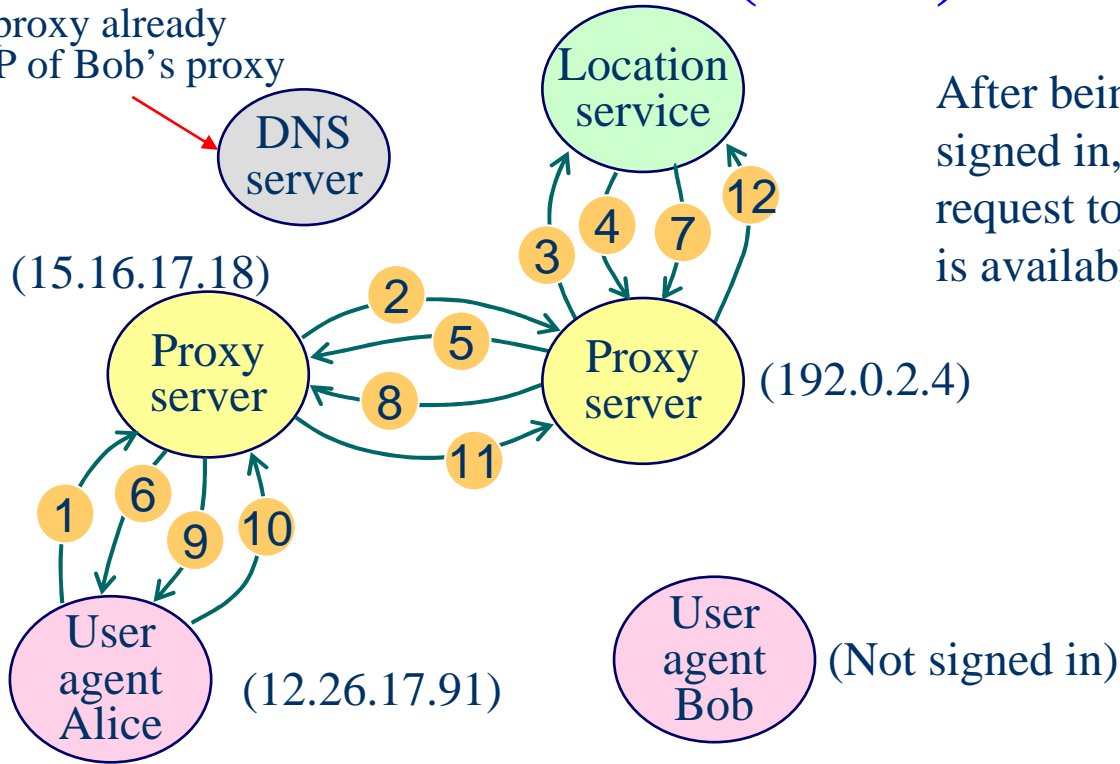 proxy already
P of Bob’s proxy
DNS
server
Location
service
After bein
signed in,
request to
is availab
(15.16.17.18)
3
4
7
12
2
5
8
11
Proxy
server
Proxy
server
(192.0.2.4)
1
6
9
10
User
agent
Alice
(12.26.17.91)
User
agent
Bob
(Not signed in)